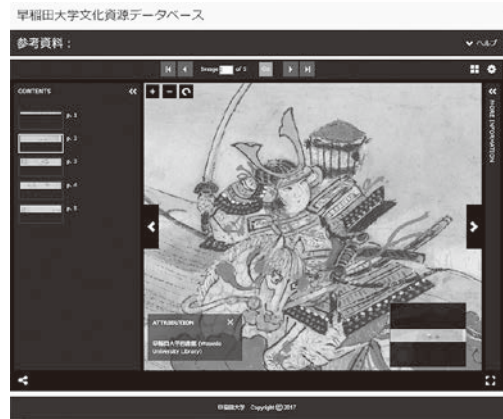 早稲田大学文化資源データベース
参考資料：
ヘルプ
Image
of 5
Go
CONTENTS
p. 1
p. 2
p. 3
p. 4
p. 5
MORE INFORMATION
ATTRIBUTION
早稲田大学図書館 (Waseda
University Library)
早稲田大学 Copyright © 2017